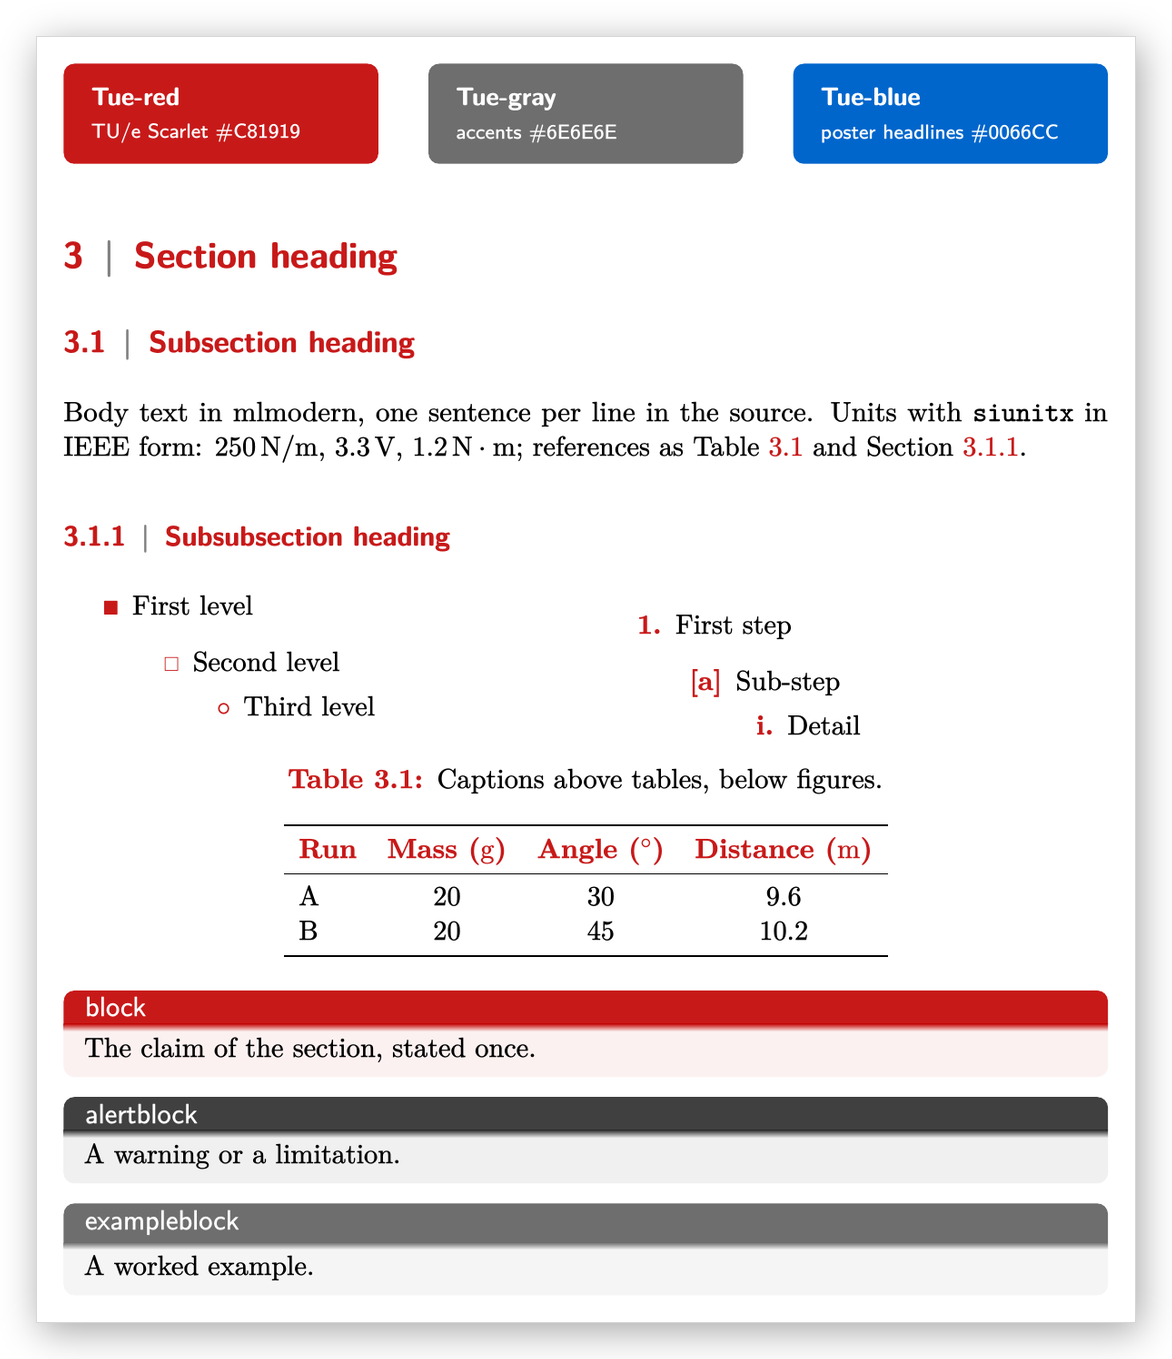 Tue-red
TU/e Scarlet #C81919
Tue-gray
accents #6E6E6E
Tue-blue
poster headlines #0066CC
3 | Section heading
3.1 | Subsection heading
Body text in mlmodern, one sentence per line in the source. Units with siunitx in
IEEE form: 250 N/m, 3.3 V, 1.2 N · m; references as Table 3.1 and Section 3.1.1.
3.1.1 | Subsubsection heading
First level
Second level
Third level
1. First step
[a] Sub-step
i. Detail
Table 3.1: Captions above tables, below figures.
Run Mass (g) Angle (°) Distance (m)
A 20 30 9.6
B 20 45 10.2
block
The claim of the section, stated once.
alertblock
A warning or a limitation.
exampleblock
A worked example.